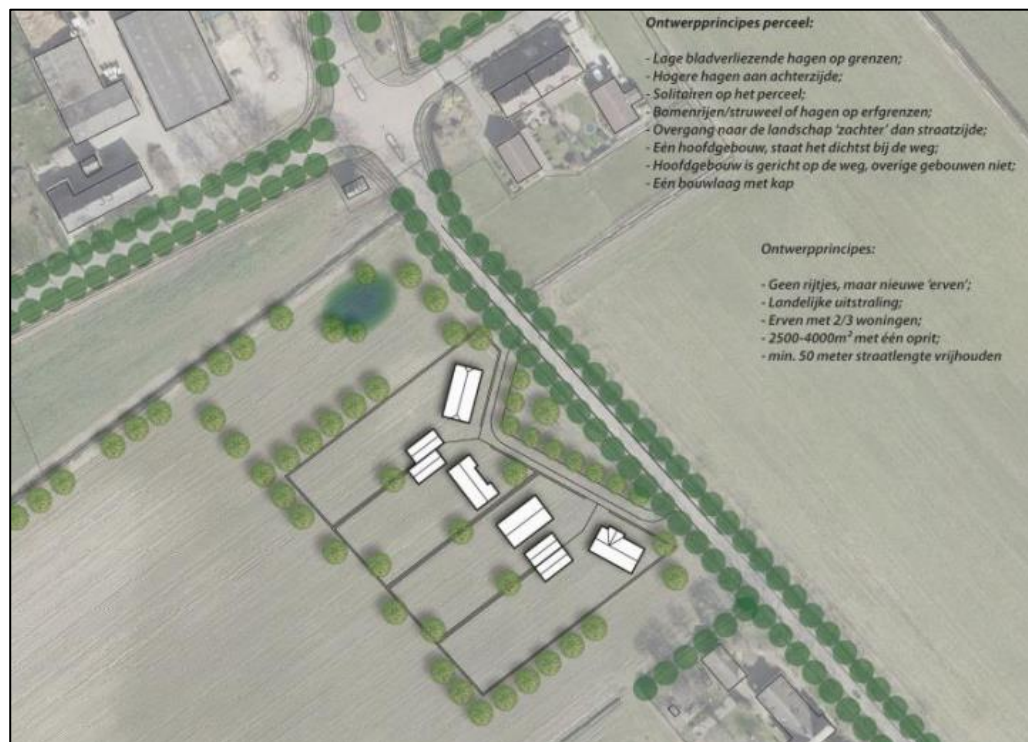 Ontwerpprincipes perceel:
- Lage bladverliezende hagen op grenzen;
- Hogere hagen aan achterzijde;
- Solitairen op het perceel;
- Bomenrijen/struweel of hagen op erfgrenzen;
- Overgang naar de landschap ‘zachter’ dan straatzijde;
- Eén hoofdgebouw, staat het dichtst bij de weg;
- Hoofdgebouw is gericht op de weg, overige gebouwen niet;
- Eén bouwlaag met kap
Ontwerpprincipes:
- Geen rijtjes, maar nieuwe ‘erven’;
- Landelijke uitstraling;
- Erven met 2/3 woningen;
- 2500-4000m² met één oprit;
- min. 50 meter straatlengte vrijhouden